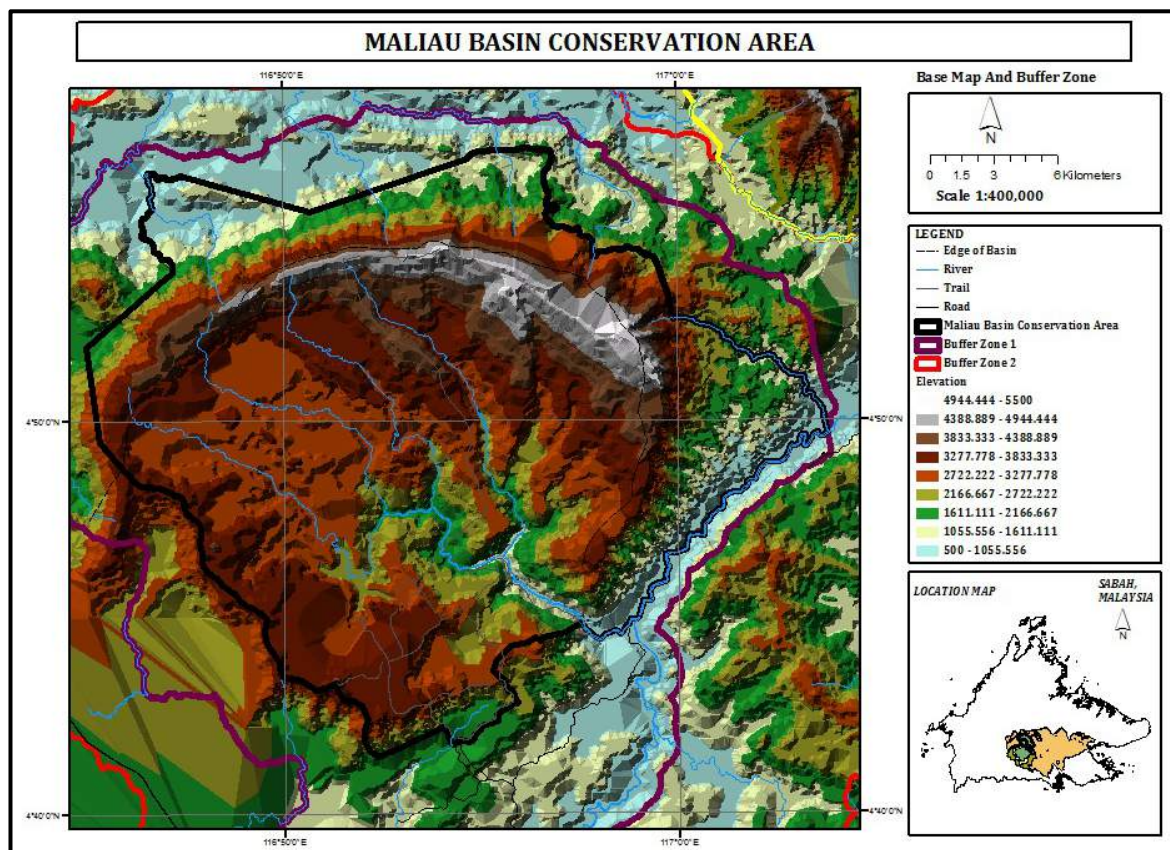 MALIAU BASIN CONSERVATION AREA
116°50'0"E
117°0'0"E
4°50'0"N
4°50'0"N
4°40'0"N
4°40'0"N
116°50'0"E
117°0'0"E
Base Map And Buffer Zone
N
0 1.5 3 6 Kilometers
Scale 1:400,000
LEGEND
Edge of Basin
River
Trail
Road
Maliau Basin Conservation Area
Buffer Zone 1
Buffer Zone 2
Elevation
4944.444 - 5500
4388.889 - 4944.444
3833.333 - 4388.889
3277.778 - 3833.333
2722.222 - 3277.778
2166.667 - 2722.222
1611.111 - 2166.667
1055.556 - 1611.111
500 - 1055.556
LOCATION MAP
SABAH,
MALAYSIA
N